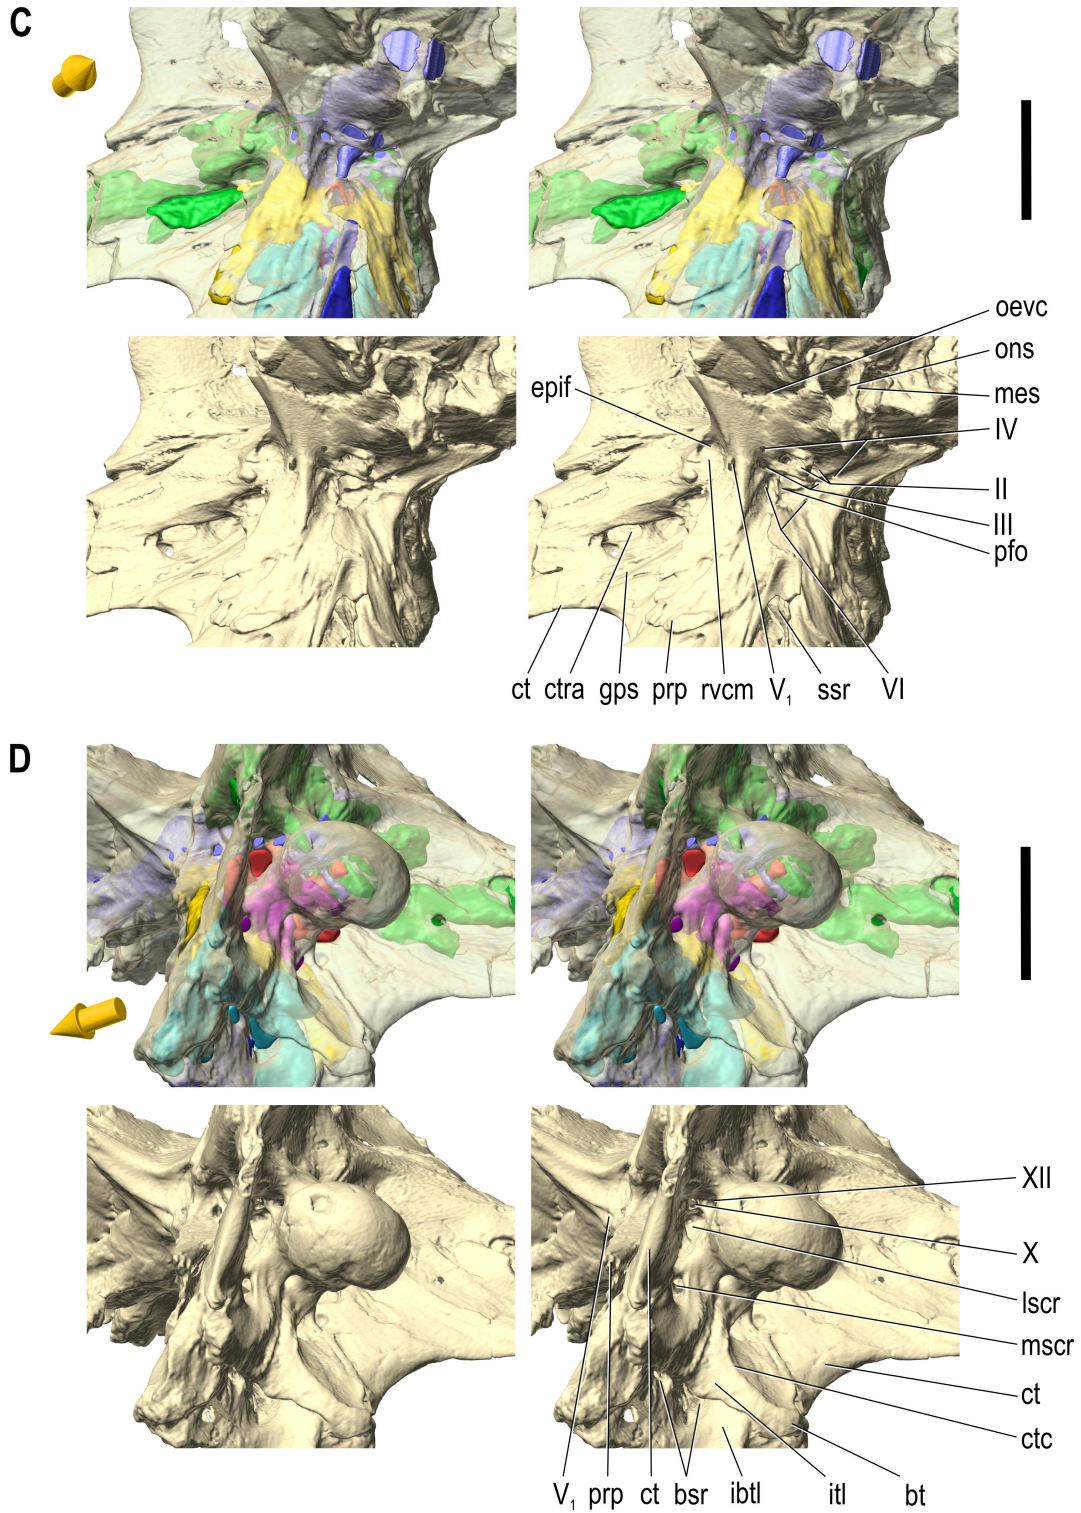 C
oevc
ons
epif
mes
IV
II
III
pfo
ct ctra gps prp rvcm V₁ ssr VI
D
XII
X
lscr
mscr
ct
ctc
V₁ prp ct bsr ibtl itl bt